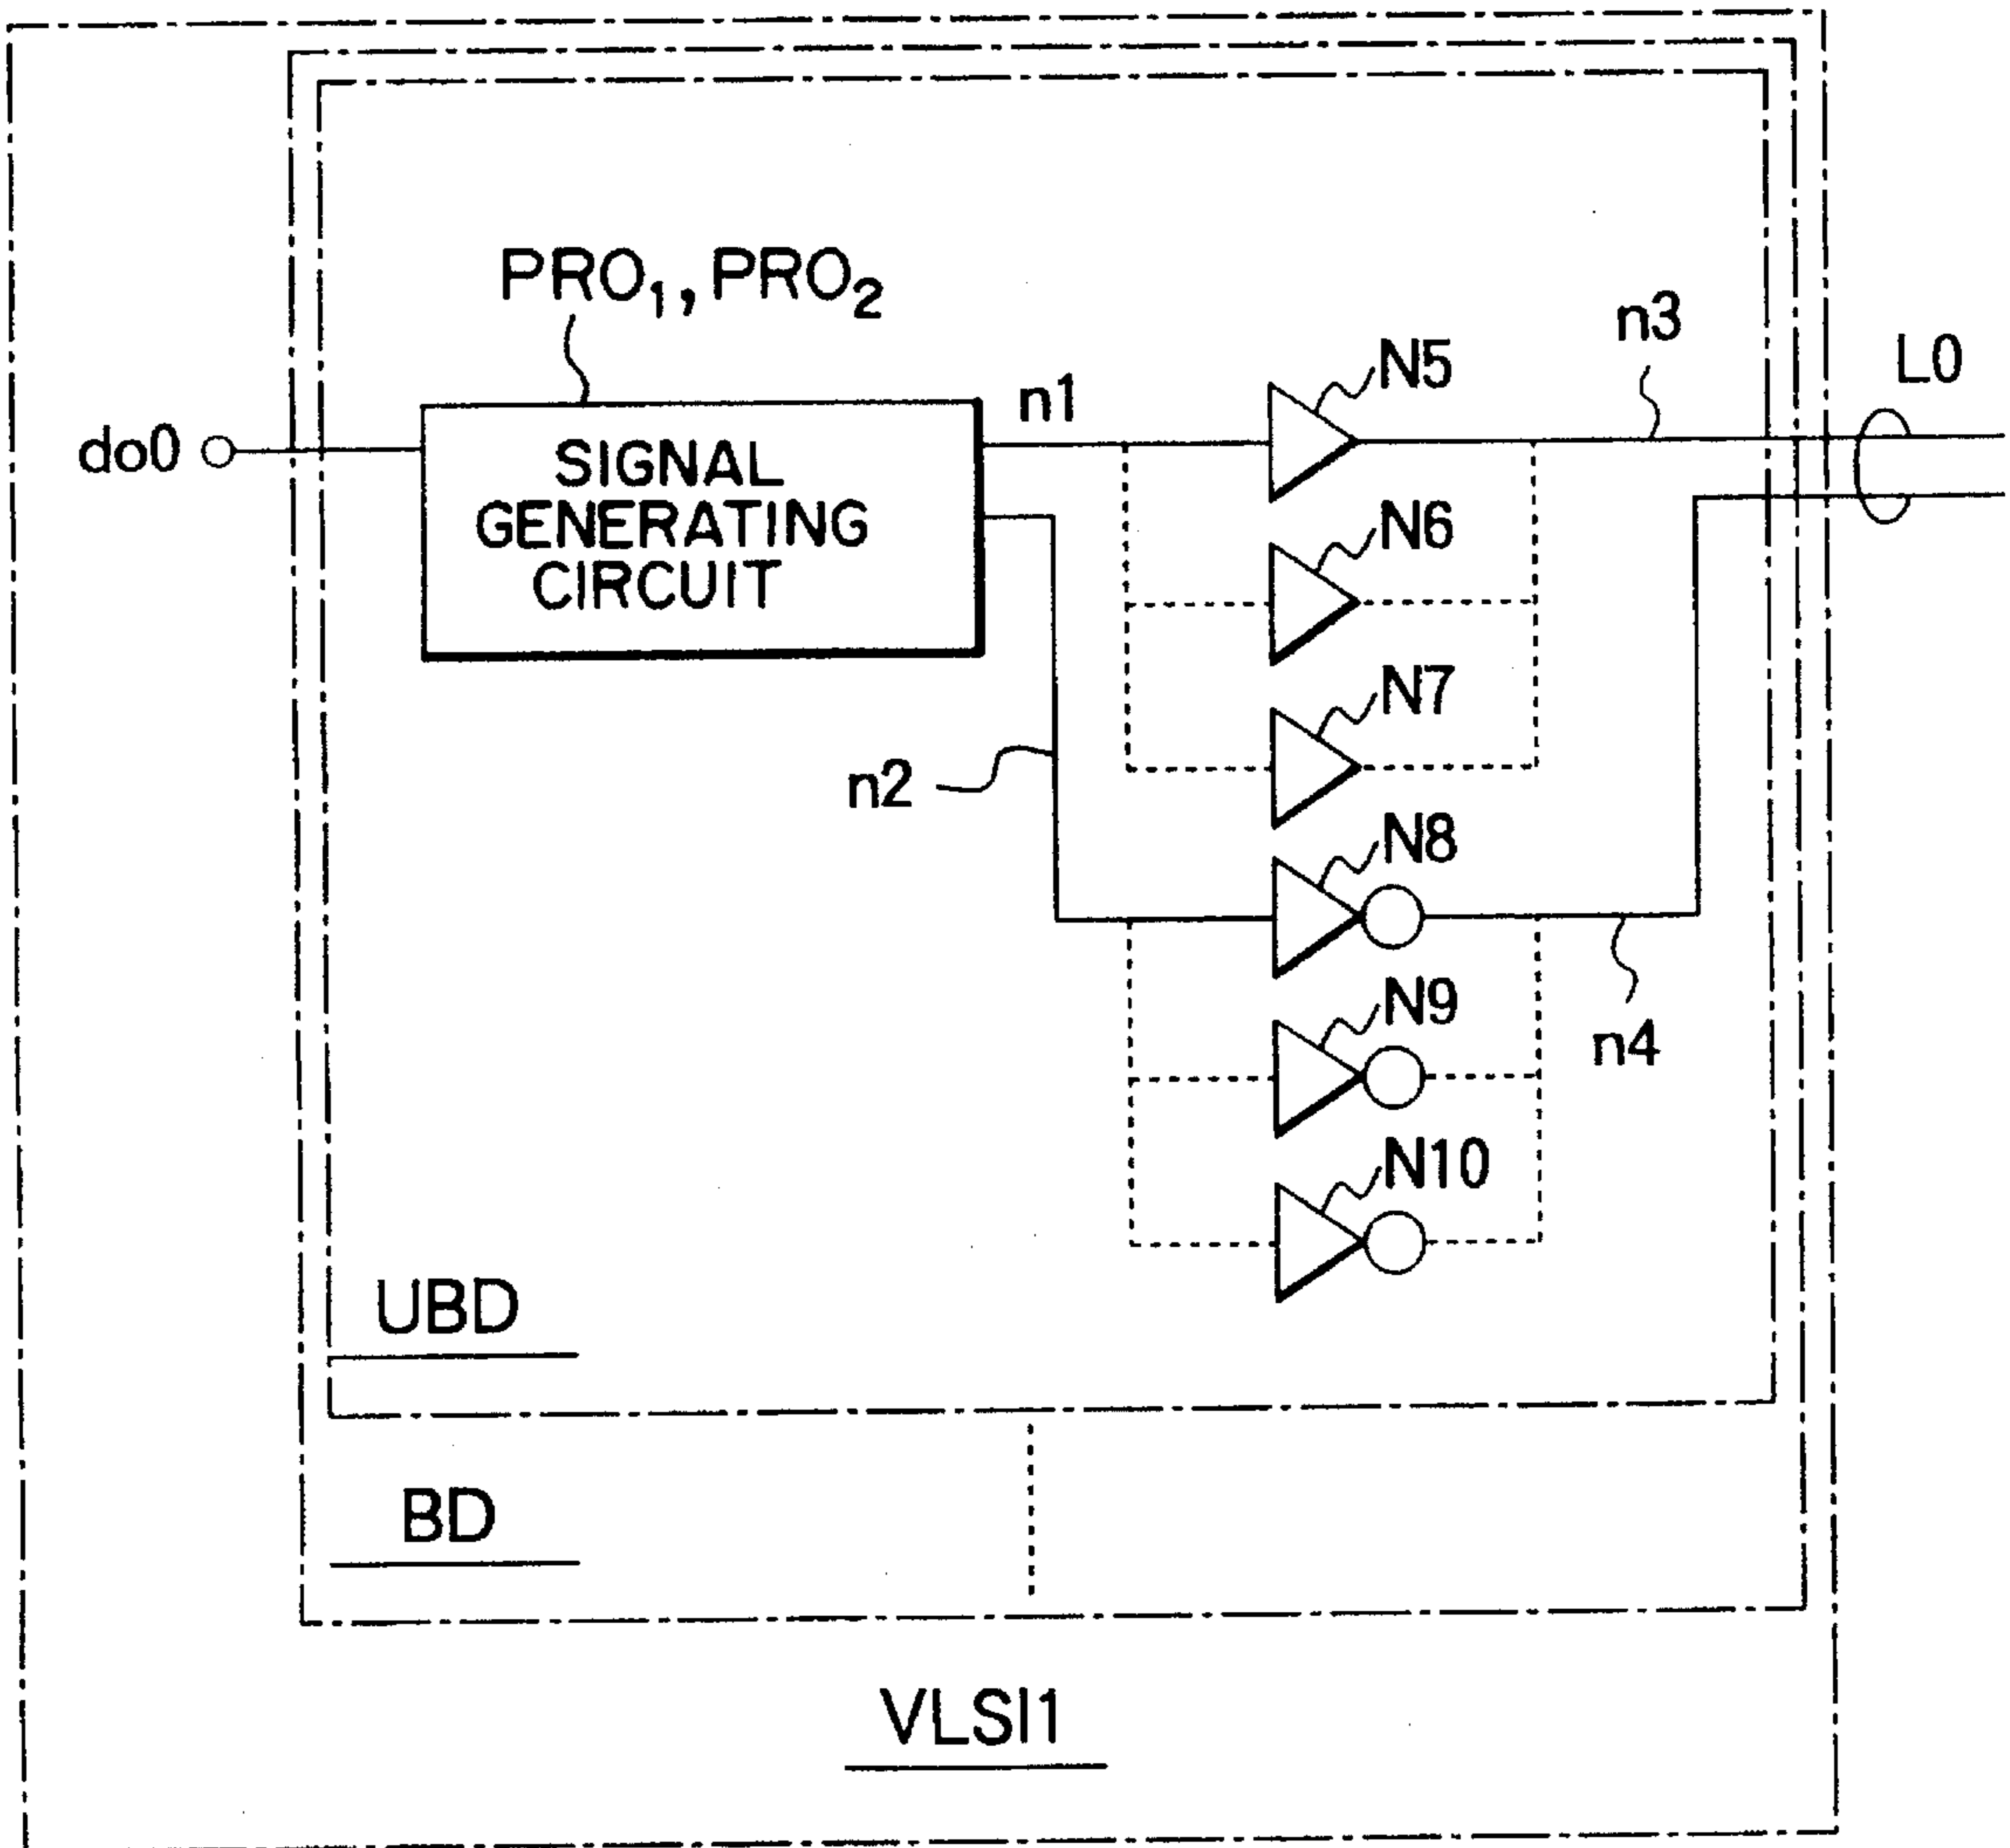 PRO₁, PRO₂
n3
L0
N5
n1
do0
SIGNAL
GENERATING
CIRCUIT
N6
N7
n2
N8
N9
n4
N10
UBD
BD
VLSI1